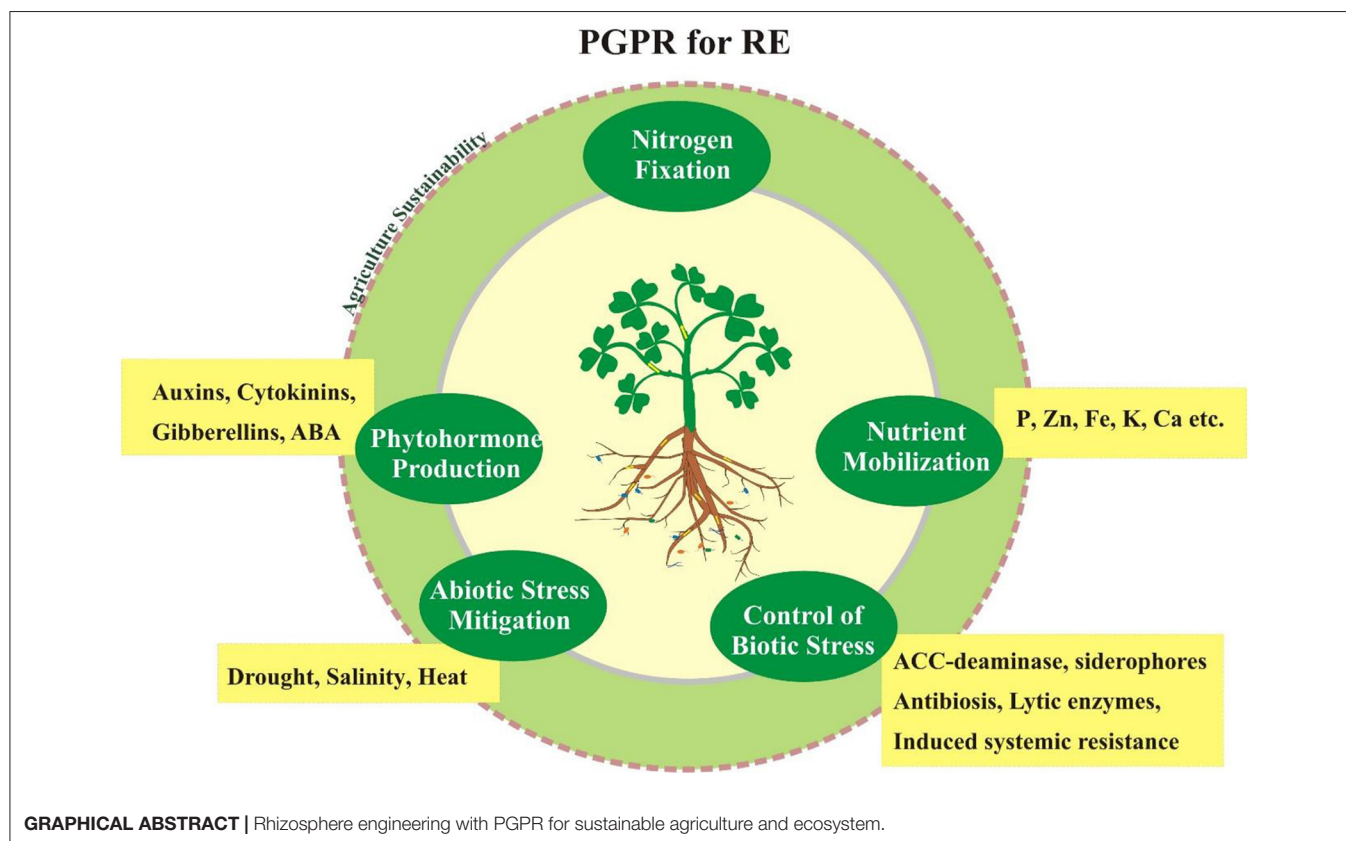 PGPR for RE
Agriculture Sustainability
Nitrogen
Fixation
Auxins, Cytokinins,
Gibberellins, ABA
Phytohormone
Production
Nutrient
Mobilization
P, Zn, Fe, K, Ca etc.
Abiotic Stress
Mitigation
Drought, Salinity, Heat
Control of
Biotic Stress
ACC-deaminase, siderophores
Antibiosis, Lytic enzymes,
Induced systemic resistance
GRAPHICAL ABSTRACT | Rhizosphere engineering with PGPR for sustainable agriculture and ecosystem.